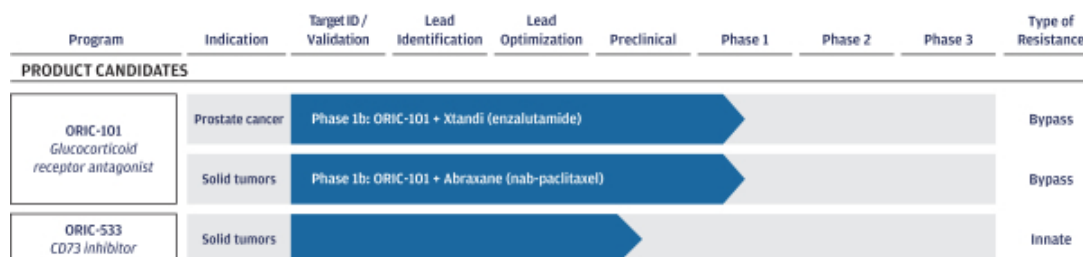 Program Indication Target ID / Validation Lead Identification Lead Optimization Preclinical Phase 1 Phase 2 Phase 3 Type of Resistance
PRODUCT CANDIDATES
ORIC-101
Glucocorticoid
receptor antagonist
Prostate cancer Phase 1b: ORIC-101 + Xtandi (enzalutamide) Bypass
Solid tumors Phase 1b: ORIC-101 + Abraxane (nab-paclitaxel) Bypass
ORIC-533
CD73 inhibitor
Solid tumors Innate